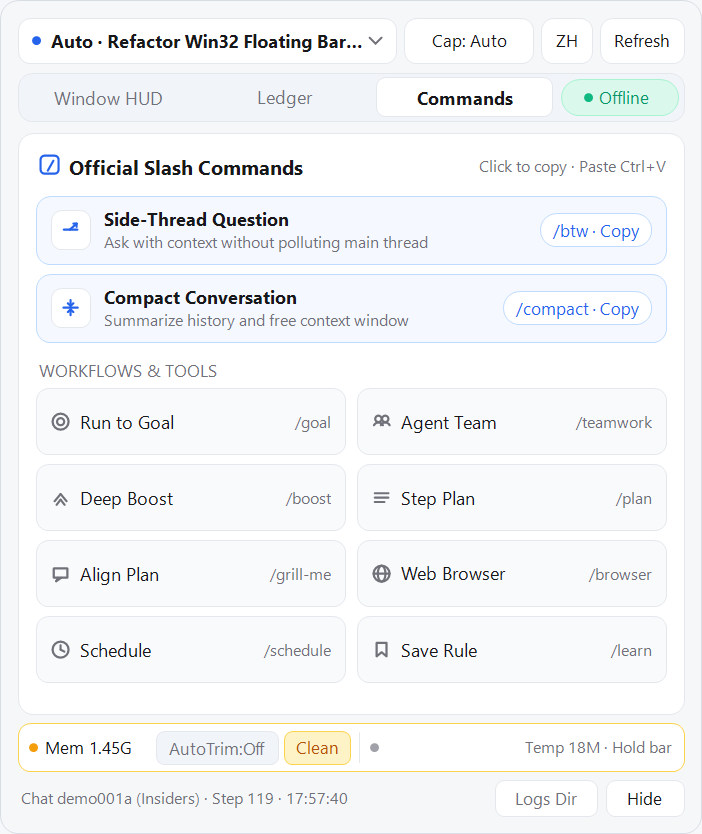 Auto · Refactor Win32 Floating Bar...
Cap: Auto
ZH
Refresh
Window HUD
Ledger
Commands
Offline
Official Slash Commands
Click to copy · Paste Ctrl+V
Side-Thread Question
Ask with context without polluting main thread
/btw · Copy
Compact Conversation
Summarize history and free context window
/compact · Copy
WORKFLOWS & TOOLS
Run to Goal
/goal
Agent Team
/teamwork
Deep Boost
/boost
Step Plan
/plan
Align Plan
/grill-me
Web Browser
/browser
Schedule
/schedule
Save Rule
/learn
Mem 1.45G
AutoTrim:Off
Clean
Temp 18M · Hold bar
Chat demo001a (Insiders) · Step 119 · 17:57:40
Logs Dir
Hide